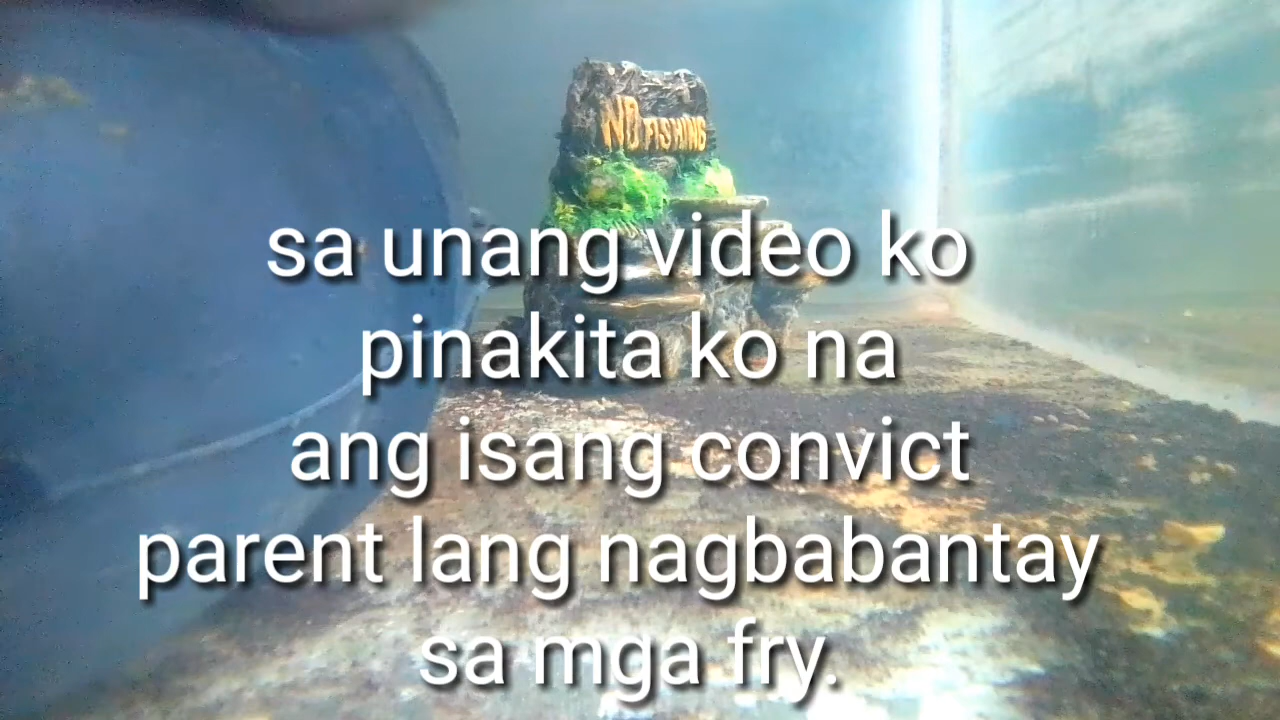 NO FISHING
sa unang video ko
pinakita ko na
ang isang convict
parent lang nagbabantay
sa mga fry.